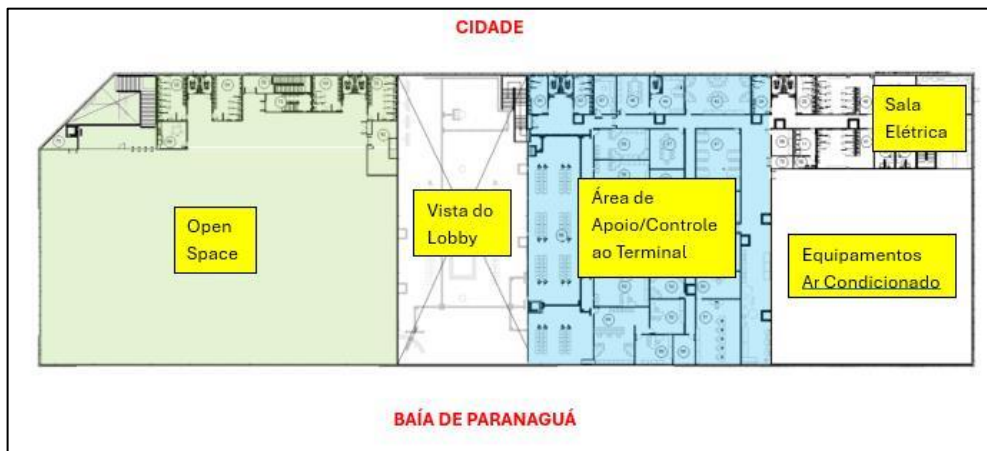 CIDADE
Sala
Elétrica
Open
Space
Vista do
Lobby
Área de
Apoio/Controle
ao Terminal
Equipamentos
Ar Condicionado
BAÍA DE PARANAGUÁ